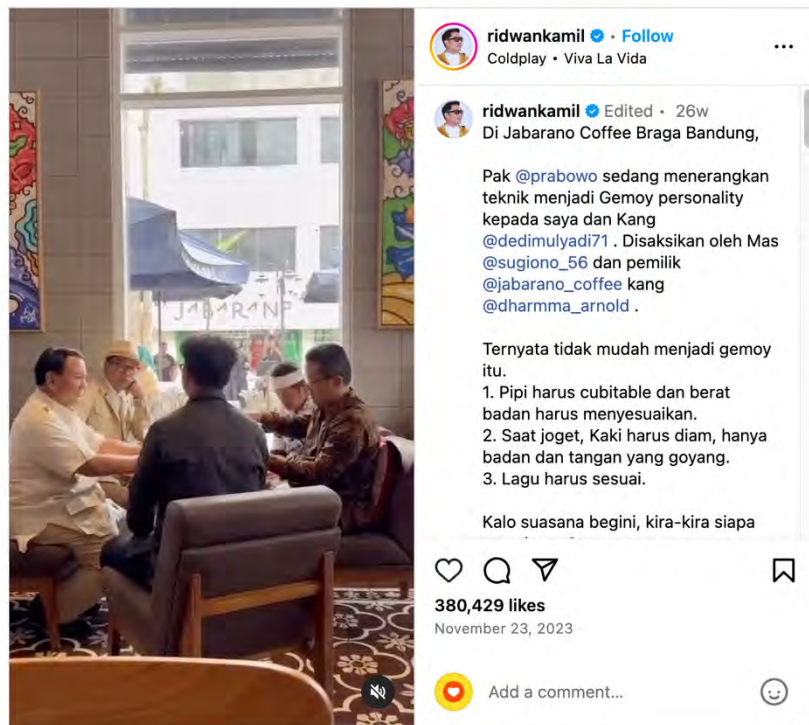 ridwankamil • Follow
Coldplay • Viva La Vida
ridwankamil Edited • 26w
Di Jabarano Coffee Braga Bandung,
Pak @prabowo sedang menerangkan
teknik menjadi Gemoy personality
kepada saya dan Kang
@dedimulyadi71 . Disaksikan oleh Mas
@sugiono_56 dan pemilik
@jabarano_coffee kang
@dharmma_arnold .
Ternyata tidak mudah menjadi gemoy
itu.
1. Pipi harus cubitable dan berat
badan harus menyesuaikan.
2. Saat joget, Kaki harus diam, hanya
badan dan tangan yang goyang.
3. Lagu harus sesuai.
Kalo suasana begini, kira-kira siapa
380,429 likes
November 23, 2023
Add a comment...